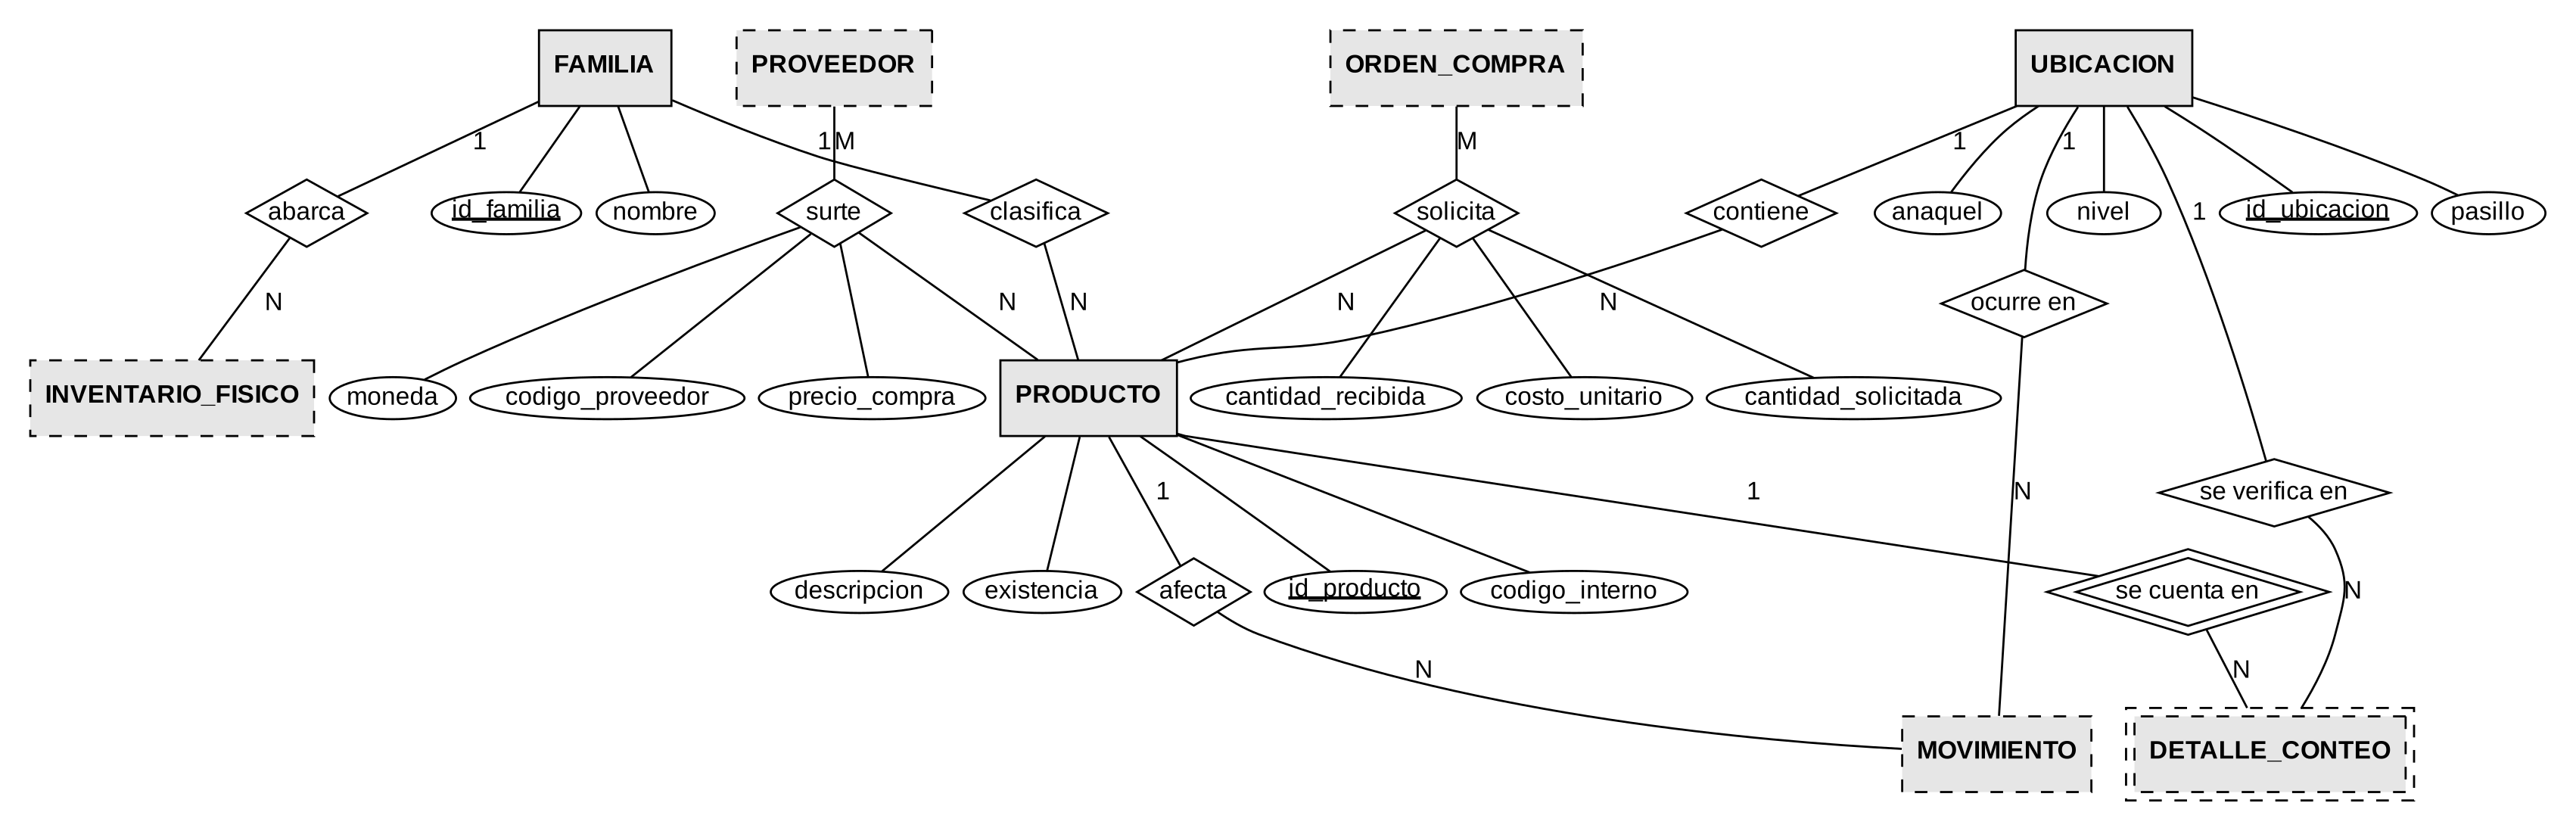 FAMILIA
PROVEEDOR
ORDEN_COMPRA
UBICACION
1
1
M
M
1
1
abarca
id_familia
nombre
surte
clasifica
solicita
contiene
anaquel
nivel
1
id_ubicacion
pasillo
N
N
N
N
N
ocurre en
INVENTARIO_FISICO
moneda
codigo_proveedor
precio_compra
PRODUCTO
cantidad_recibida
costo_unitario
cantidad_solicitada
1
1
N
se verifica en
descripcion
existencia
afecta
id_producto
codigo_interno
se cuenta en
N
N
N
MOVIMIENTO
DETALLE_CONTEO